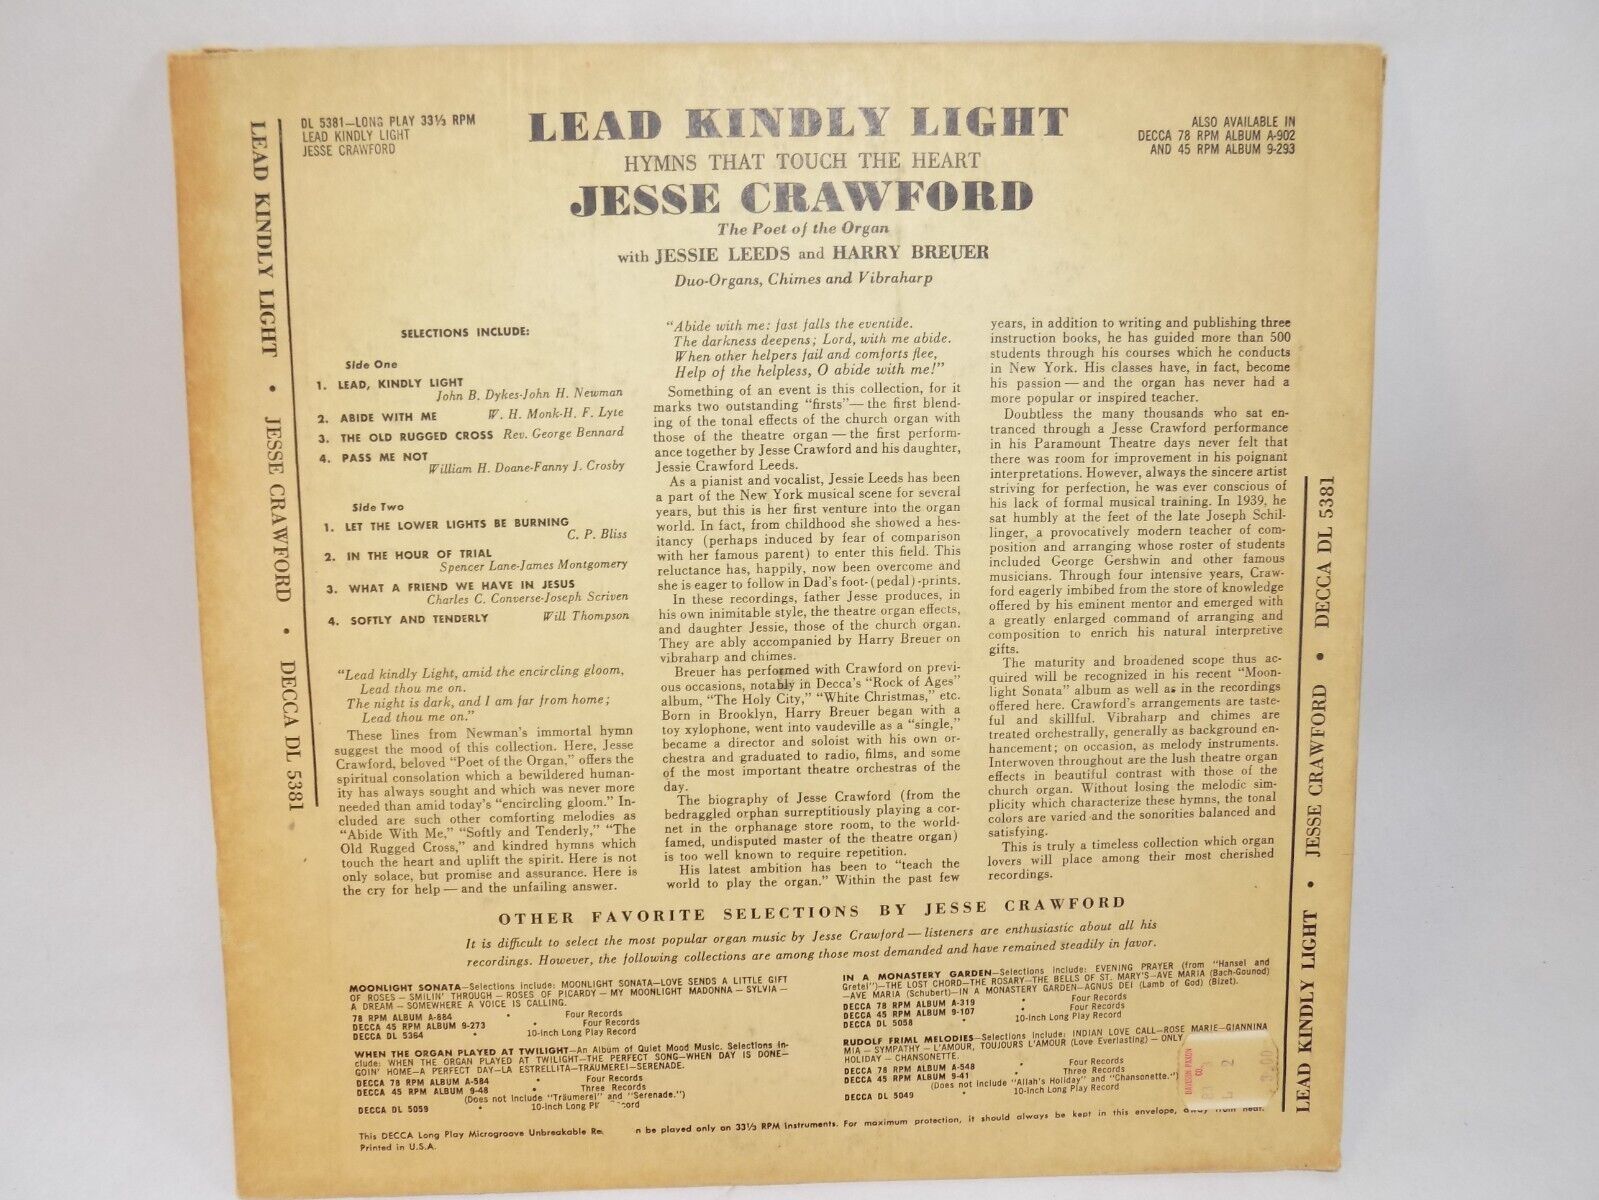 DL 5381—LONG PLAY 33⅓ RPM
LEAD KINDLY LIGHT
JESSE CRAWFORD
LEAD KINDLY LIGHT
HYMNS THAT TOUCH THE HEART
JESSE CRAWFORD
The Poet of the Organ
with JESSIE LEEDS and HARRY BREUER
Duo-Organs, Chimes and Vibraharp
ALSO AVAILABLE IN
DECCA 78 RPM ALBUM A-902
AND 45 RPM ALBUM 9-293
LEAD KINDLY LIGHT • JESSE CRAWFORD • DECCA DL 5381
SELECTIONS INCLUDE:
Side One
1. LEAD, KINDLY LIGHT
John B. Dykes-John H. Newman
2. ABIDE WITH ME W. H. Monk-H. F. Lyte
3. THE OLD RUGGED CROSS Rev. George Bennard
4. PASS ME NOT
William H. Doane-Fanny J. Crosby
Side Two
1. LET THE LOWER LIGHTS BE BURNING
C. P. Bliss
2. IN THE HOUR OF TRIAL
Spencer Lane-James Montgomery
3. WHAT A FRIEND WE HAVE IN JESUS
Charles C. Converse-Joseph Scriven
4. SOFTLY AND TENDERLY Will Thompson
"Lead kindly Light, amid the encircling gloom,
Lead thou me on.
The night is dark, and I am far from home;
Lead thou me on."
These lines from Newman's immortal hymn
suggest the mood of this collection. Here, Jesse
Crawford, beloved "Poet of the Organ," offers the
spiritual consolation which a bewildered human-
ity has always sought and which was never more
needed than amid today's "encircling gloom." In-
cluded are such other comforting melodies as
"Abide With Me," "Softly and Tenderly," "The
Old Rugged Cross," and kindred hymns which
touch the heart and uplift the spirit. Here is not
only solace, but promise and assurance. Here is
the cry for help—and the unfailing answer.
"Abide with me: fast falls the eventide.
The darkness deepens; Lord, with me abide.
When other helpers fail and comforts flee,
Help of the helpless, O abide with me!"
Something of an event is this collection, for it
marks two outstanding "firsts"—the first blend-
ing of the tonal effects of the church organ with
those of the theatre organ—the first perform-
ance together by Jesse Crawford and his daughter,
Jessie Crawford Leeds.
As a pianist and vocalist, Jessie Leeds has been
a part of the New York musical scene for several
years, but this is her first venture into the organ
world. In fact, from childhood she showed a hes-
itancy (perhaps induced by fear of comparison
with her famous parent) to enter this field. This
reluctance has, happily, now been overcome and
she is eager to follow in Dad's foot-(pedal)-prints.
In these recordings, father Jesse produces, in
his own inimitable style, the theatre organ effects,
and daughter Jessie, those of the church organ.
They are ably accompanied by Harry Breuer on
vibraharp and chimes.
Breuer has performed with Crawford on previ-
ous occasions, notably in Decca's "Rock of Ages"
album, "The Holy City," "White Christmas," etc.
Born in Brooklyn, Harry Breuer began with a
toy xylophone, went into vaudeville as a "single,"
became a director and soloist with his own or-
chestra and graduated to radio, films, and some
of the most important theatre orchestras of the
day.
The biography of Jesse Crawford (from the
bedraggled orphan surreptitiously playing a cor-
net in the orphanage store room, to the world-
famed, undisputed master of the theatre organ)
is too well known to require repetition.
His latest ambition has been to "teach the
world to play the organ." Within the past few
years, in addition to writing and publishing three
instruction books, he has guided more than 500
students through his courses which he conducts
in New York. His classes have, in fact, become
his passion—and the organ has never had a
more popular or inspired teacher.
Doubtless the many thousands who sat en-
tranced through a Jesse Crawford performance
in his Paramount Theatre days never felt that
there was room for improvement in his poignant
interpretations. However, always the sincere artist
striving for perfection, he was ever conscious of
his lack of formal musical training. In 1939, he
sat humbly at the feet of the late Joseph Schil-
linger, a provocatively modern teacher of com-
position and arranging whose roster of students
included George Gershwin and other famous
musicians. Through four intensive years, Craw-
ford eagerly imbibed from the store of knowledge
offered by his eminent mentor and emerged with
a greatly enlarged command of arranging and
composition to enrich his natural interpretive
gifts.
The maturity and broadened scope thus ac-
quired will be recognized in his recent "Moon-
light Sonata" album as well as in the recordings
offered here. Crawford's arrangements are taste-
ful and skillful. Vibraharp and chimes are
treated orchestrally, generally as background en-
hancement; on occasion, as melody instruments.
Interwoven throughout are the lush theatre organ
effects in beautiful contrast with those of the
church organ. Without losing the melodic sim-
plicity which characterize these hymns, the tonal
colors are varied and the sonorities balanced and
satisfying.
This is truly a timeless collection which organ
lovers will place among their most cherished
recordings.
LEAD KINDLY LIGHT • JESSE CRAWFORD • DECCA DL 5381
OTHER FAVORITE SELECTIONS BY JESSE CRAWFORD
It is difficult to select the most popular organ music by Jesse Crawford—listeners are enthusiastic about all his
recordings. However, the following collections are among those most demanded and have remained steadily in favor.
MOONLIGHT SONATA—Selections include: MOONLIGHT SONATA—LOVE SENDS A LITTLE GIFT
OF ROSES—SMILIN' THROUGH—ROSES OF PICARDY—MY MOONLIGHT MADONNA—SYLVIA—
A DREAM—SOMEWHERE A VOICE IS CALLING.
78 RPM ALBUM A-884 • Four Records
DECCA 45 RPM ALBUM 9-273 • Four Records
DECCA DL 5364 • 10-inch Long Play Record
WHEN THE ORGAN PLAYED AT TWILIGHT—An Album of Quiet Mood Music. Selections in-
clude: WHEN THE ORGAN PLAYED AT TWILIGHT—THE PERFECT SONG—WHEN DAY IS DONE—
GOIN' HOME—A PERFECT DAY—LA ESTRELLITA—TRÄUMEREI—SERENADE.
DECCA 78 RPM ALBUM A-584 • Four Records
DECCA 45 RPM ALBUM 9-48 • Three Records
(Does not include "Träumerei" and "Serenade.")
DECCA DL 5059 • 10-inch Long Pl ord
IN A MONASTERY GARDEN—Selections include: EVENING PRAYER (from "Hansel and
Gretel")—THE LOST CHORD—THE ROSARY—THE BELLS OF ST. MARY'S—AVE MARIA (Bach-Gounod)
—AVE MARIA (Schubert)—IN A MONASTERY GARDEN—AGNUS DEI (Lamb of God) (Bizet).
DECCA 78 RPM ALBUM A-319 • Four Records
DECCA 45 RPM ALBUM 9-107 • Four Records
DECCA DL 5058 • 10-inch Long Play Record
RUDOLF FRIML MELODIES—Selections include: INDIAN LOVE CALL—ROSE MARIE—GIANNINA
MIA—SYMPATHY—L'AMOUR, TOUJOURS L'AMOUR (Love Everlasting)—ONLY
HOLIDAY—CHANSONETTE.
DECCA 78 RPM ALBUM A-548 • Four Records
DECCA 45 RPM ALBUM 9-41 • Three Records
(Does not include "Allah's Holiday" and "Chansonette.")
DECCA DL 5049 • 10-inch Long Play Record
DAVISON PAXON
CO.
This DECCA Long Play Microgroove Unbreakable Re n be played only on 33⅓ RPM instruments. For maximum protection, it should always be kept in this envelope, away from heat.
Printed in U.S.A.